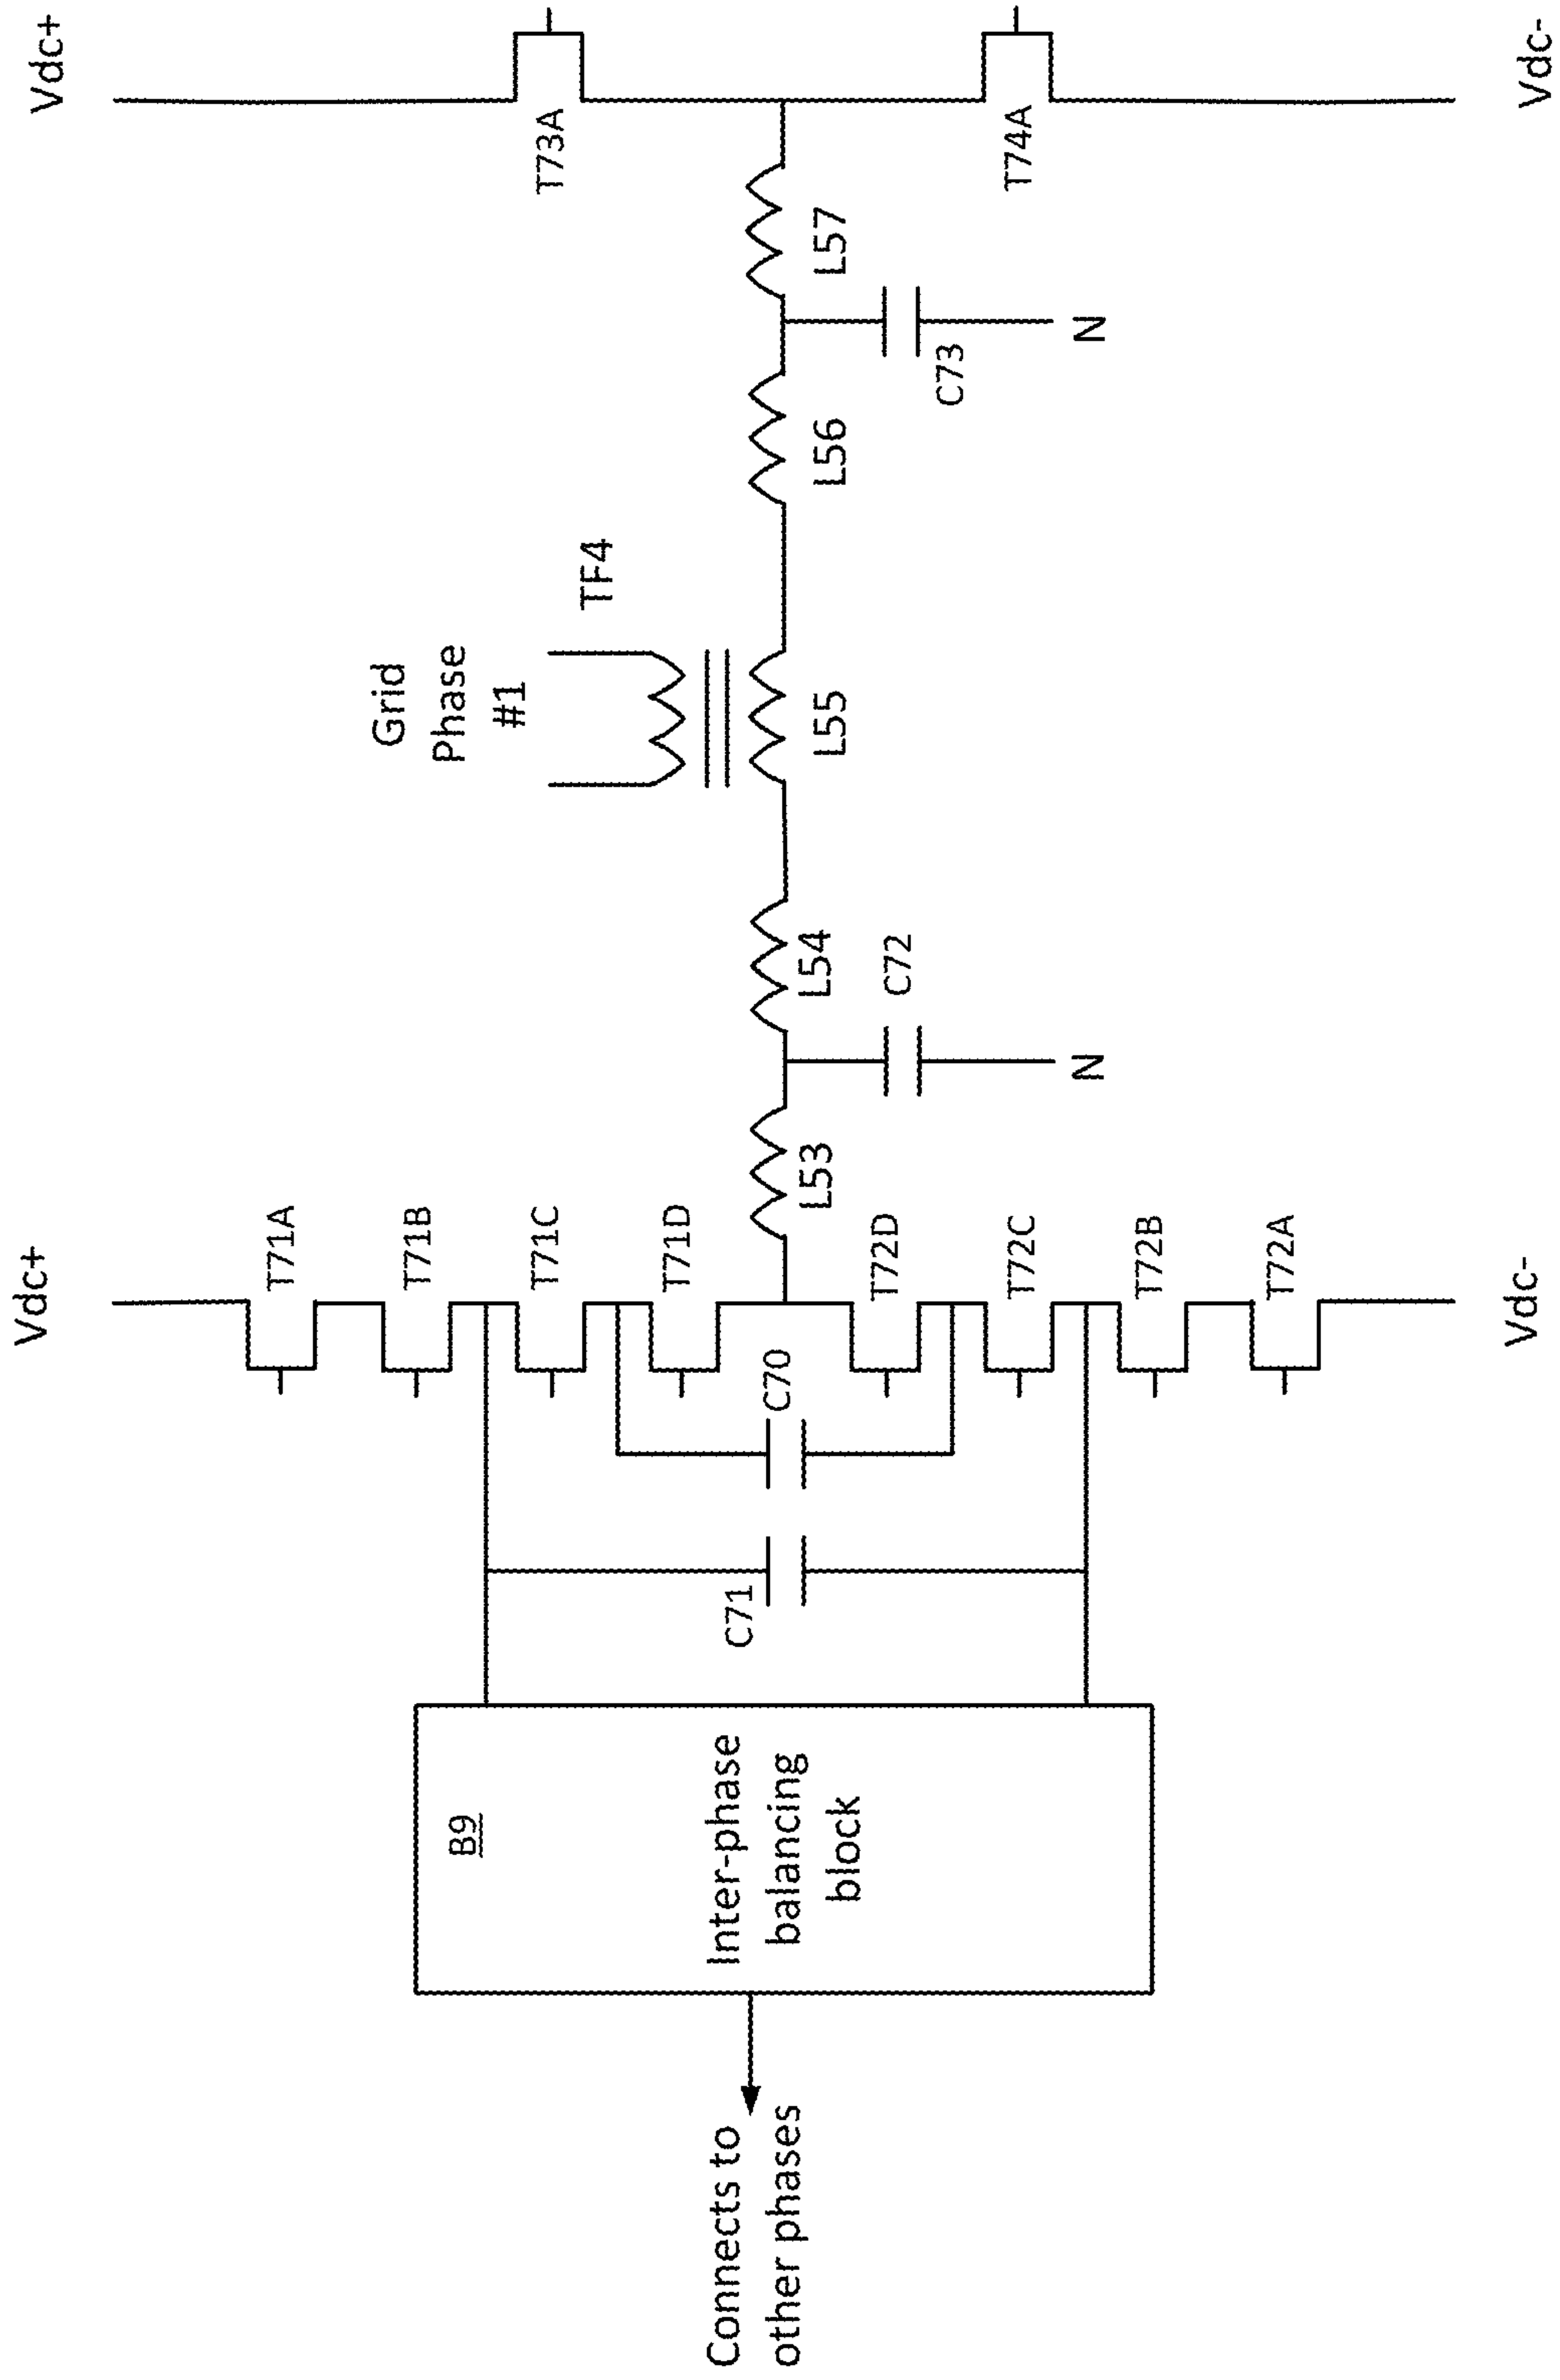 Vdc+
Vdc+
T71A
T71B
T71C
T71D
T72D
T72C
T72B
T72A
Vdc-
Vdc-
T73A
T74A
Grid
Phase
#1
TF4
L53
L54
L55
L56
L57
C72
N
C73
N
C70
C71
B9
Inter-phase
balancing
block
Connects to
other phases